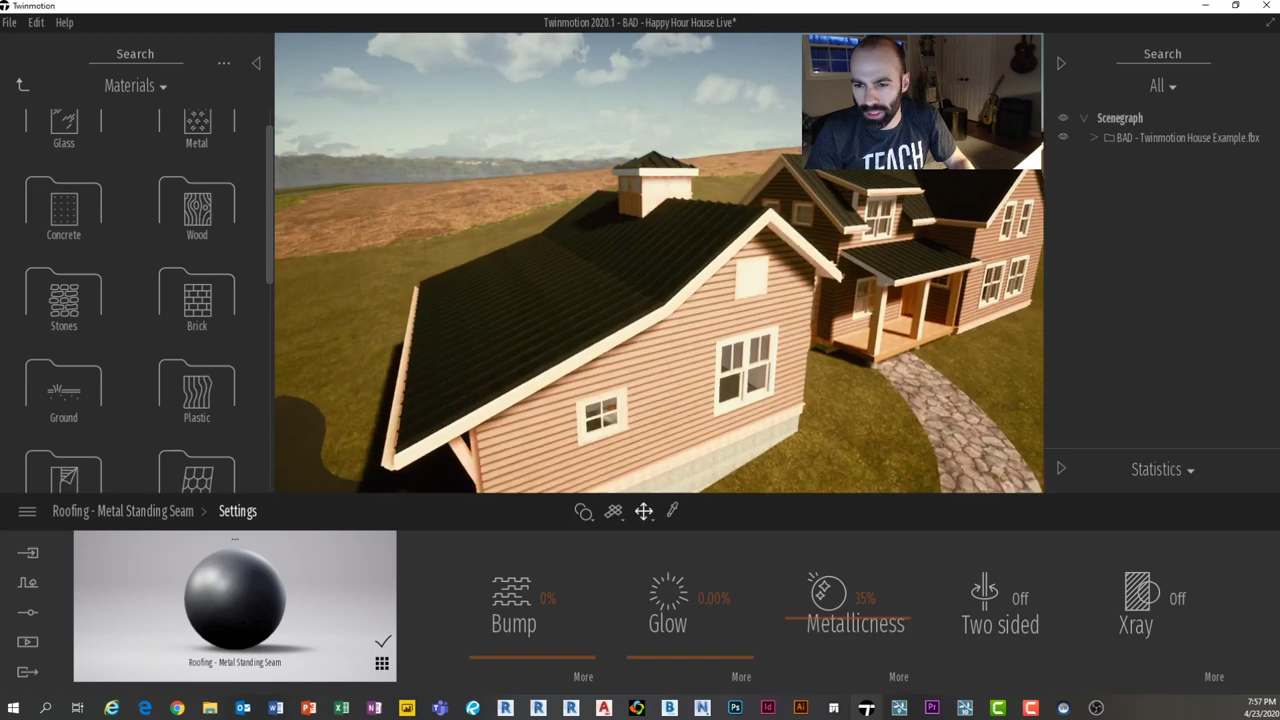 Twinmotion
File Edit Help
Twinmotion 2020.1 - BAD - Happy Hour House Live*
Search
...
Materials
Glass
Metal
Concrete
Wood
Stones
Brick
Ground
Plastic
TEACH
Search
All
Scenegraph
BAD - Twinmotion House Example.fbx
Statistics
Roofing - Metal Standing Seam > Settings
...
Roofing - Metal Standing Seam
0%
Bump
More
0.00%
Glow
More
35%
Metallicness
More
Off
Two sided
Off
Xray
More
7:57 PM
4/23/2020